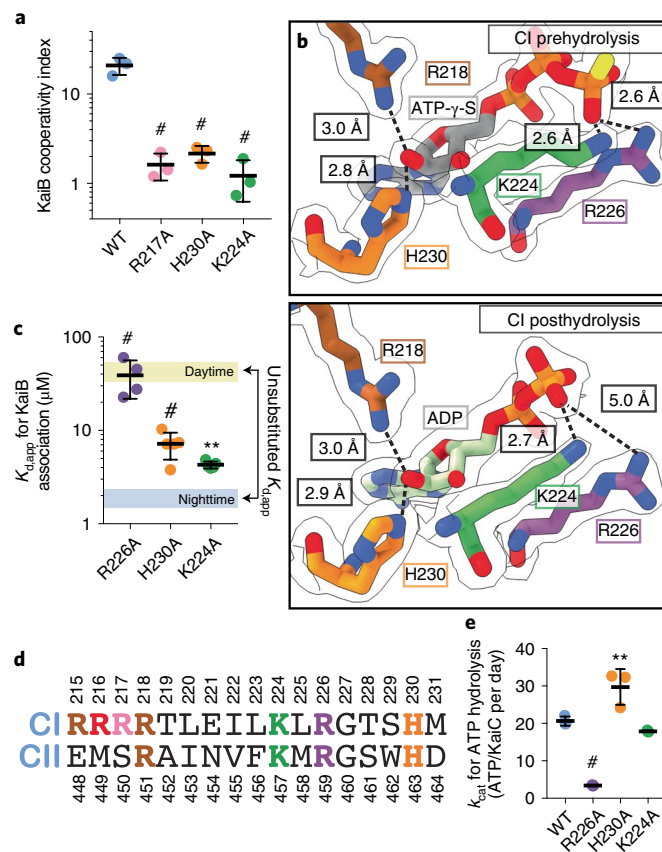 a
KaiB cooperativity index
10
1
#
#
#
WT
R217A
H230A
K224A
b
CI prehydrolysis
R218
ATP-γ-S
2.6 Å
3.0 Å
2.6 Å
2.8 Å
K224
R226
H230
CI posthydrolysis
R218
ADP
5.0 Å
3.0 Å
2.7 Å
2.9 Å
K224
R226
H230
c
Kd,app for KaiB
association (μM)
100
10
1
#
#
**
Daytime
Nighttime
Unsubstituted Kd,app
R226A
H230A
K224A
d
215 216 217 218 219 220 221 222 223 224 225 226 227 228 229 230 231
CI RRRRTLEILKLRGTSHM
CII EMSRAINVFKMRGSWHD
448 449 450 451 452 453 454 455 456 457 458 459 460 461 462 463 464
e
kcat for ATP hydrolysis
(ATP/KaiC per day)
40
30
20
10
0
#
**
WT
R226A
H230A
K224A